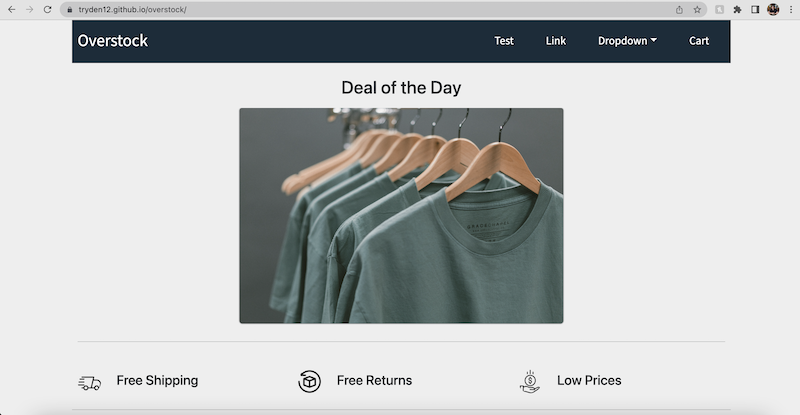 tryden12.github.io/overstock/
Overstock
Test
Link
Dropdown
Cart
Deal of the Day
Free Shipping
Free Returns
Low Prices